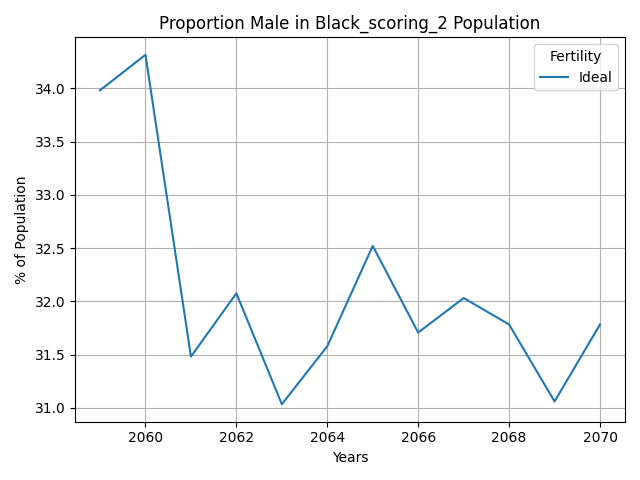 Proportion Male in Black_scoring_2 Population
Fertility
Ideal
% of Population
34.0
33.5
33.0
32.5
32.0
31.5
31.0
2060 2062 2064 2066 2068 2070
Years